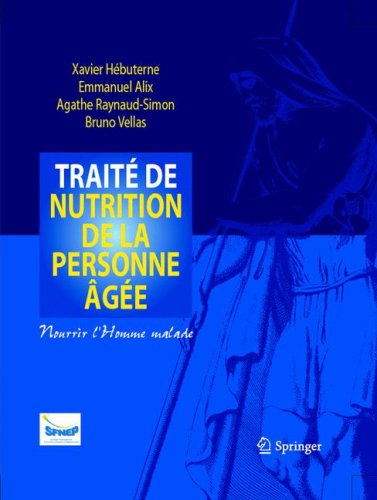 Xavier Hébuterne
Emmanuel Alix
Agathe Raynaud-Simon
Bruno Vellas
TRAITÉ DE
NUTRITION
DE LA
PERSONNE
ÂGÉE
Nourrir l'Homme malade
SFNEP
Springer